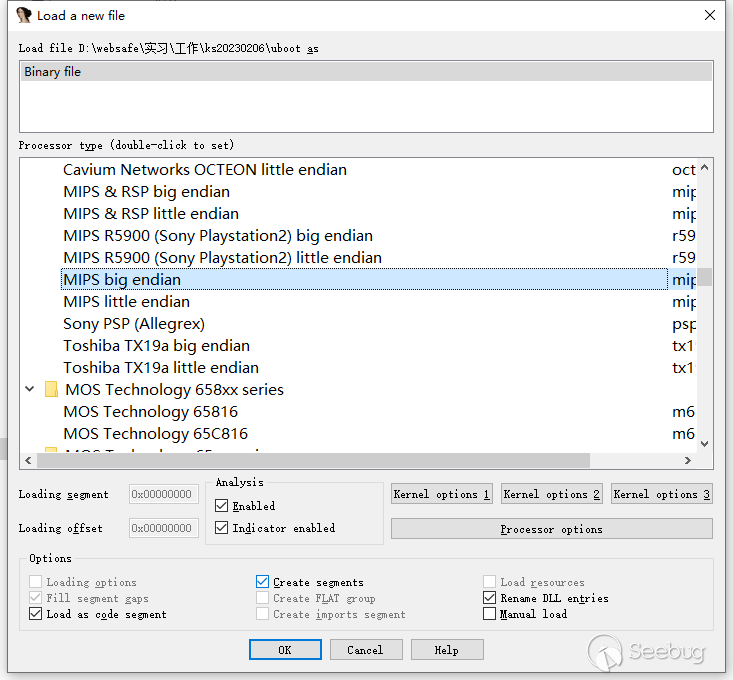 Load a new file
Load file D:\websafe\实习\工作\ks20230206\uboot as
Binary file
Processor type (double-click to set)
Cavium Networks OCTEON little endian oct
MIPS & RSP big endian mip
MIPS & RSP little endian mip
MIPS R5900 (Sony Playstation2) big endian r59
MIPS R5900 (Sony Playstation2) little endian r59
MIPS big endian mip
MIPS little endian mip
Sony PSP (Allegrex) psp
Toshiba TX19a big endian tx1
Toshiba TX19a little endian tx1
MOS Technology 658xx series
MOS Technology 65816 m6
MOS Technology 65C816 m6
Loading segment 0x00000000
Loading offset 0x00000000
Analysis
Enabled
Indicator enabled
Kernel options 1 Kernel options 2 Kernel options 3
Processor options
Options
Loading options Create segments Load resources
Fill segment gaps Create FLAT group Rename DLL entries
Load as code segment Create imports segment Manual load
OK Cancel Help
Seebug